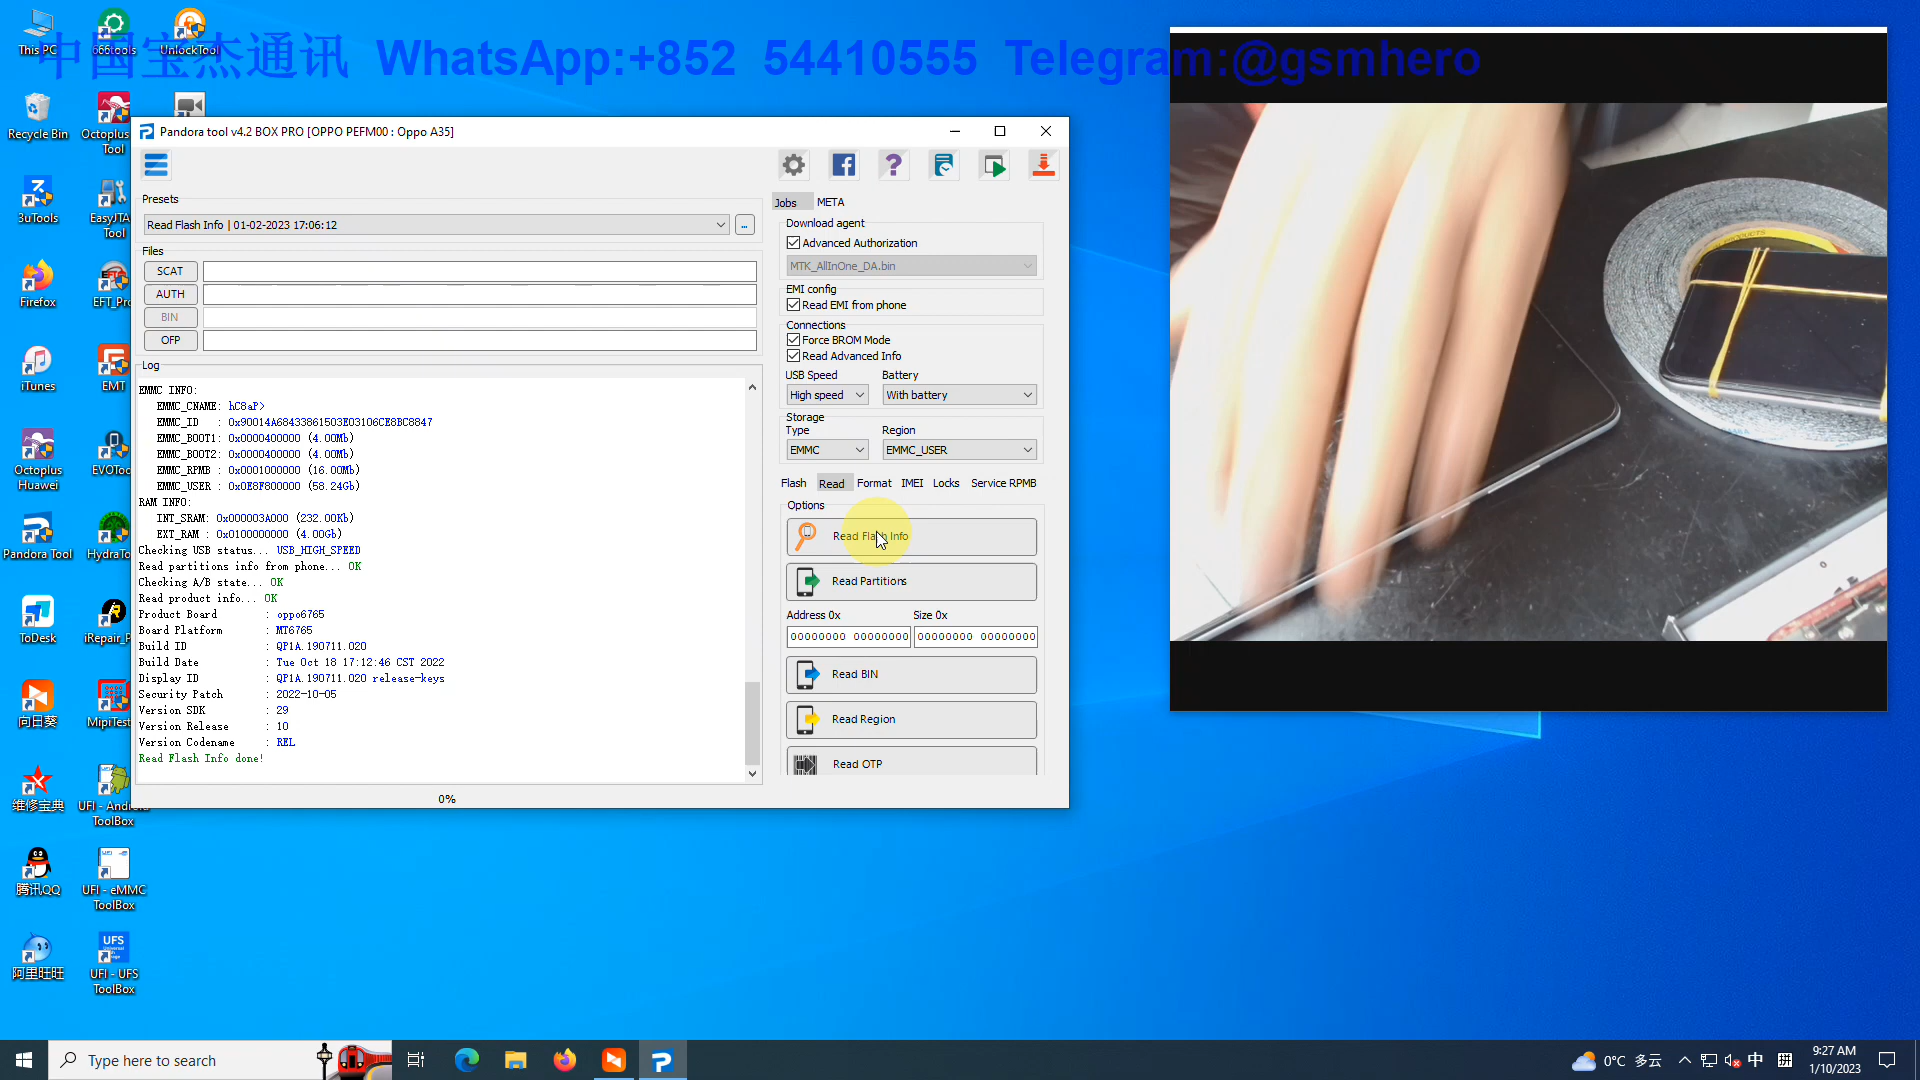 中国宝杰通讯 WhatsApp:+852 54410555 Telegram:@gsmhero
This PC
666tools
UnlockTool
Recycle Bin
Octoplus
Tool
3uTools
EasyJTA
Tool
Firefox
EFT_Pro
iTunes
EMT
Octoplus
Huawei
EVOToo
Pandora Tool
HydraTo
ToDesk
iRepair_P
向日葵
MipiTest
维修宝典
UFI - Andro
ToolBox
腾讯QQ
UFI - eMMC
ToolBox
阿里旺旺
UFS
UFI - UFS
ToolBox
Pandora tool v4.2 BOX PRO [OPPO PEFM00 : Oppo A35]
Presets
Read Flash Info | 01-02-2023 17:06:12
...
Files
SCAT
AUTH
BIN
OFP
Log
EMMC INFO:
EMMC_CNAME: hC8aP>
EMMC_ID : 0x90014A68433861503E03106CE8BC8847
EMMC_BOOT1: 0x0000400000 (4.00Mb)
EMMC_BOOT2: 0x0000400000 (4.00Mb)
EMMC_RPMB : 0x0001000000 (16.00Mb)
EMMC_USER : 0x0E8F800000 (58.24Gb)
RAM INFO:
INT_SRAM: 0x000003A000 (232.00Kb)
EXT_RAM : 0x0100000000 (4.00Gb)
Checking USB status... USB_HIGH_SPEED
Read partitions info from phone... OK
Checking A/B state... OK
Read product info... OK
Product Board : oppo6765
Board Platform : MT6765
Build ID : QP1A.190711.020
Build Date : Tue Oct 18 17:12:46 CST 2022
Display ID : QP1A.190711.020 release-keys
Security Patch : 2022-10-05
Version SDK : 29
Version Release : 10
Version Codename : REL
Read Flash Info done!
0%
Jobs META
Download agent
Advanced Authorization
MTK_AllInOne_DA.bin
EMI config
Read EMI from phone
Connections
Force BROM Mode
Read Advanced Info
USB Speed Battery
High speed With battery
Storage
Type Region
EMMC EMMC_USER
Flash Read Format IMEI Locks Service RPMB
Options
Read Flash Info
Read Partitions
Address 0x Size 0x
00000000 00000000 00000000 00000000
Read BIN
Read Region
Read OTP
Type here to search
0°C 多云
中
拼
9:27 AM
1/10/2023